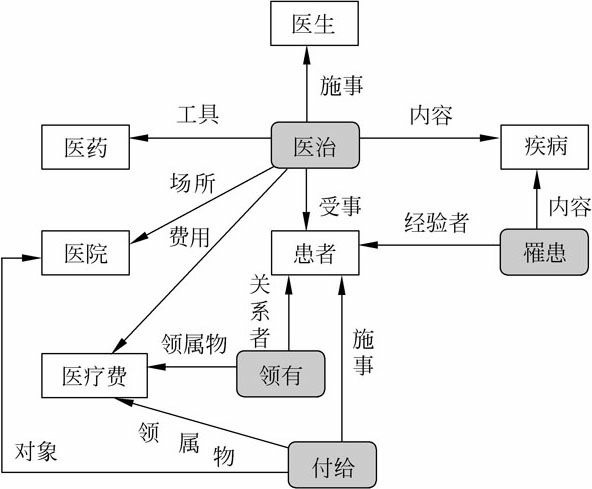 医生
施事
工具
内容
医药
医治
疾病
场所
受事
内容
费用
经验者
医院
患者
罹患
关系者
领属物
施事
医疗费
领有
领属物
对象
付给